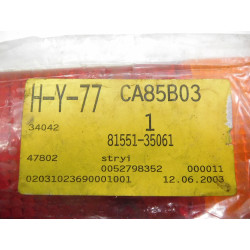 H-Y-77 CA85B03
34042 1
81551-35061
47802 stryi
0052798352 000011
02031023690001001 12.06.2003